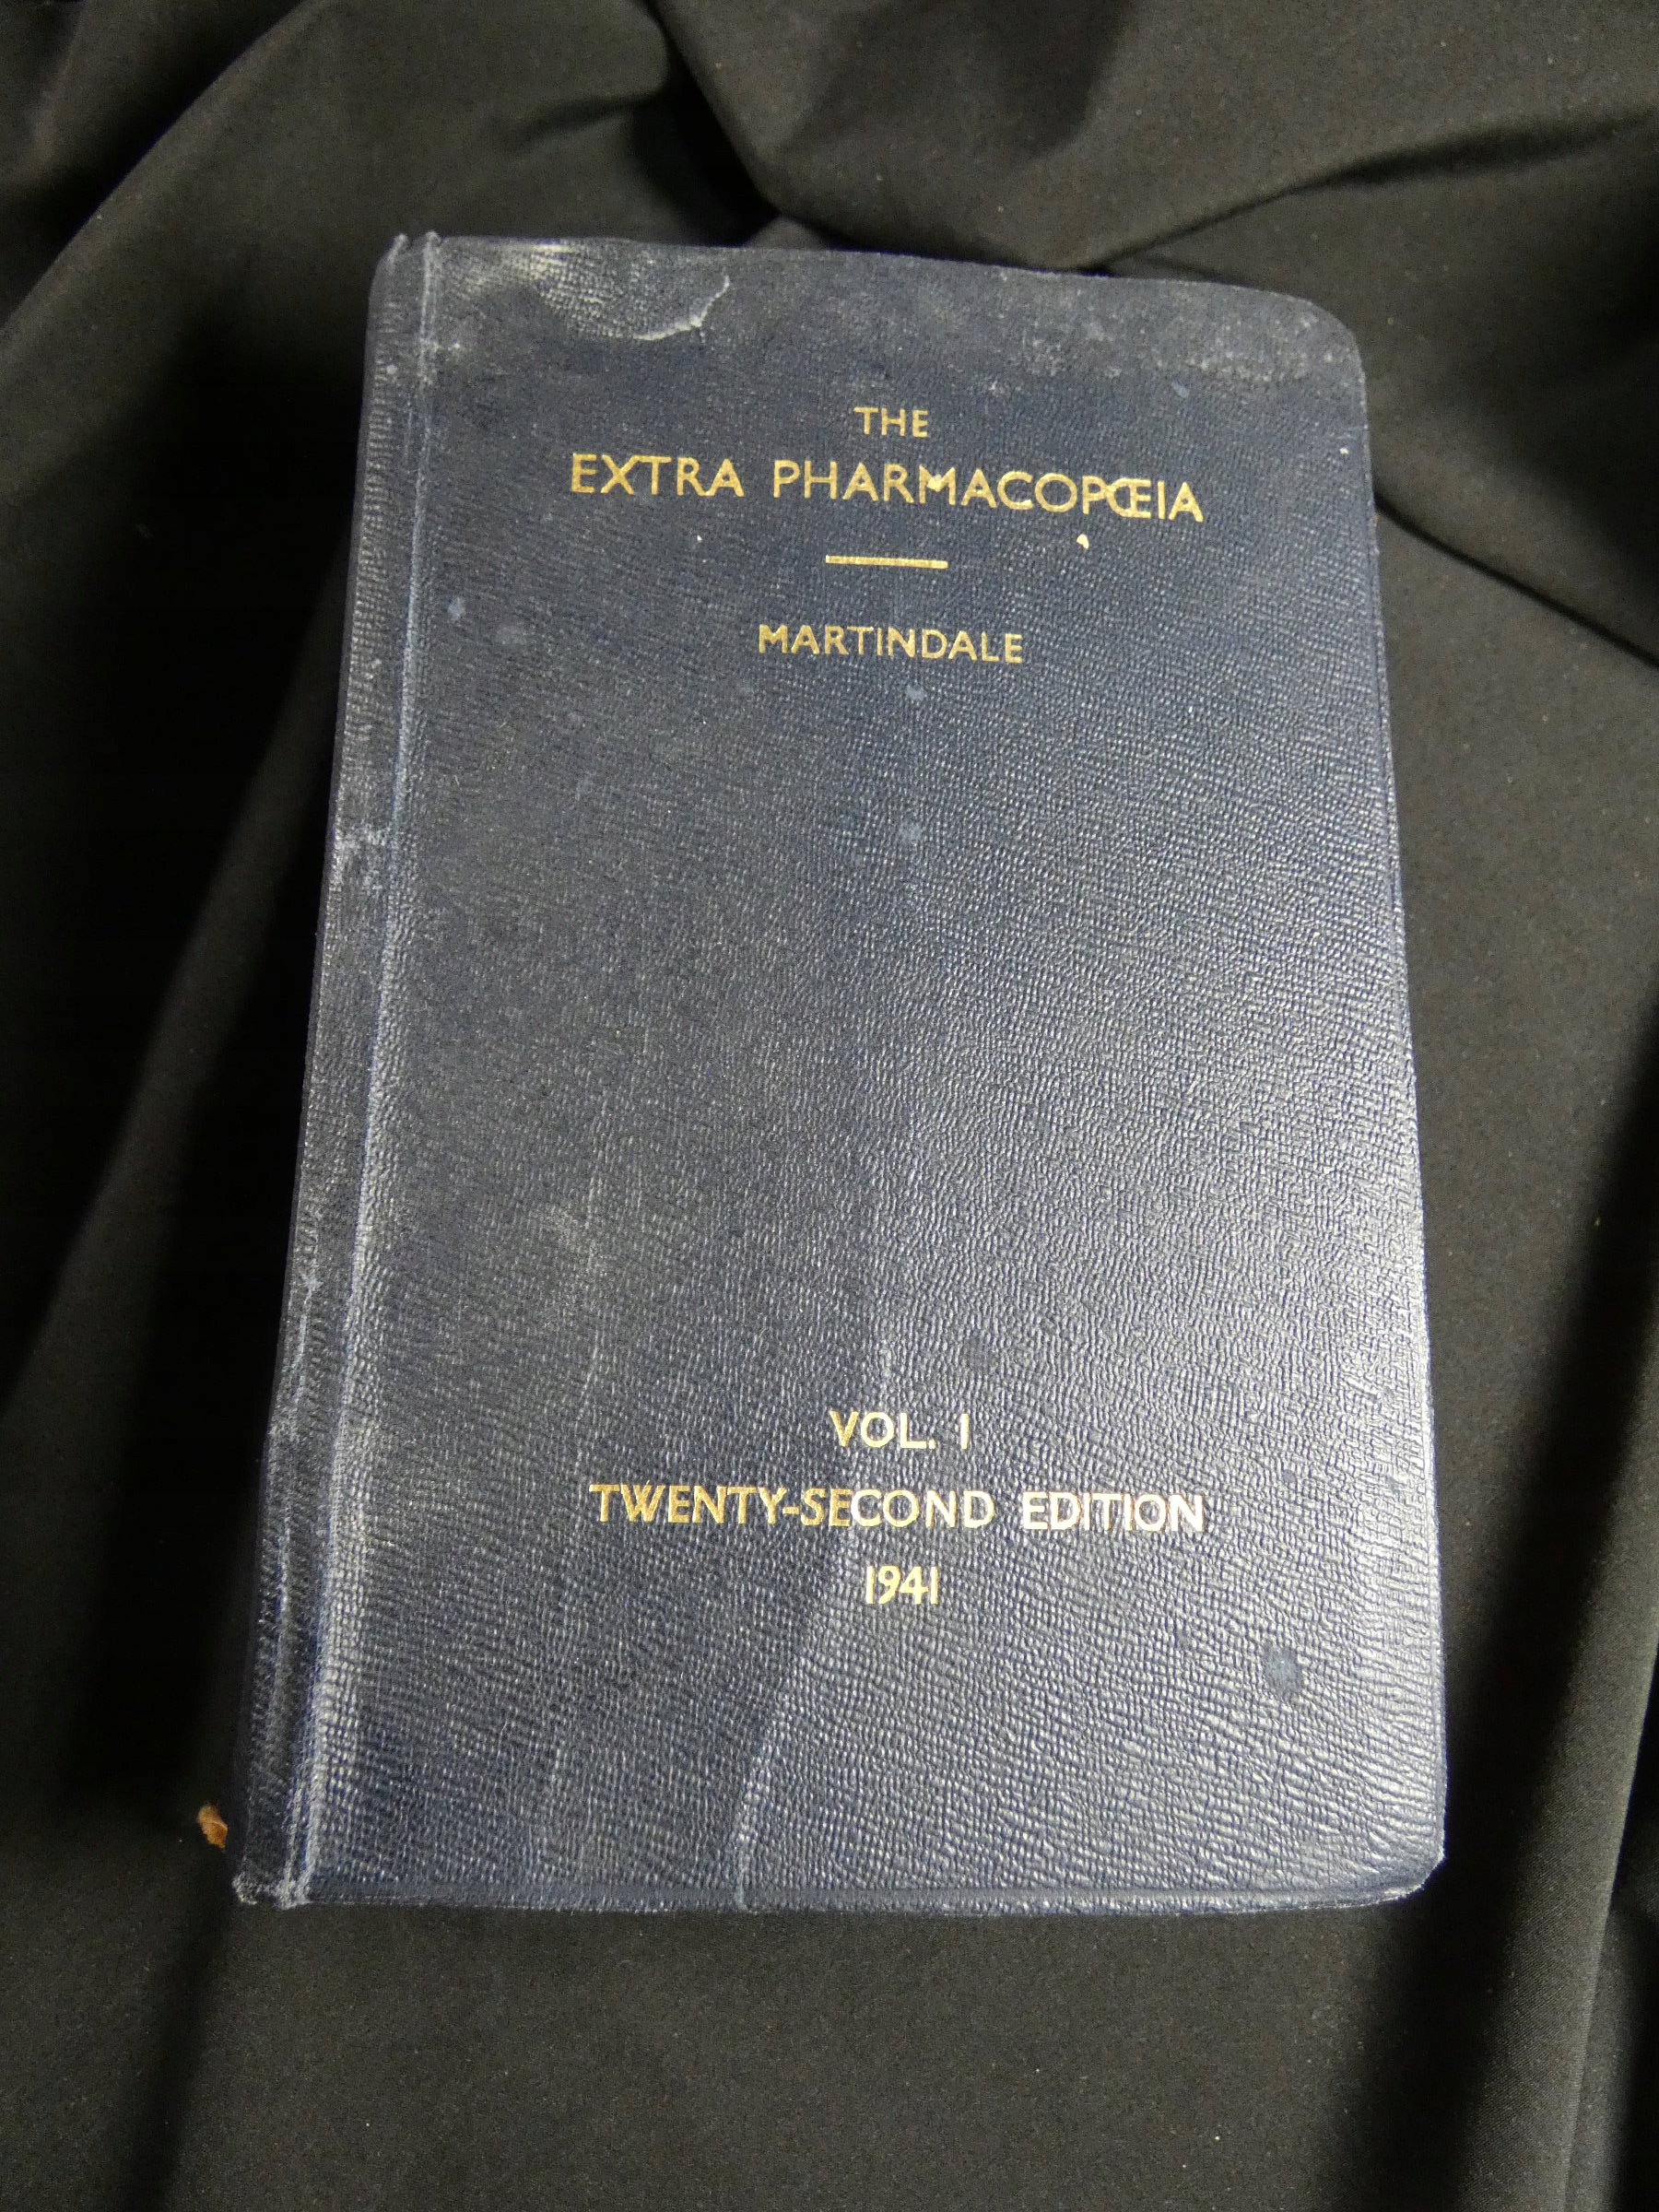 THE
EXTRA PHARMACOPŒIA
MARTINDALE
VOL. I
TWENTY-SECOND EDITION
1941